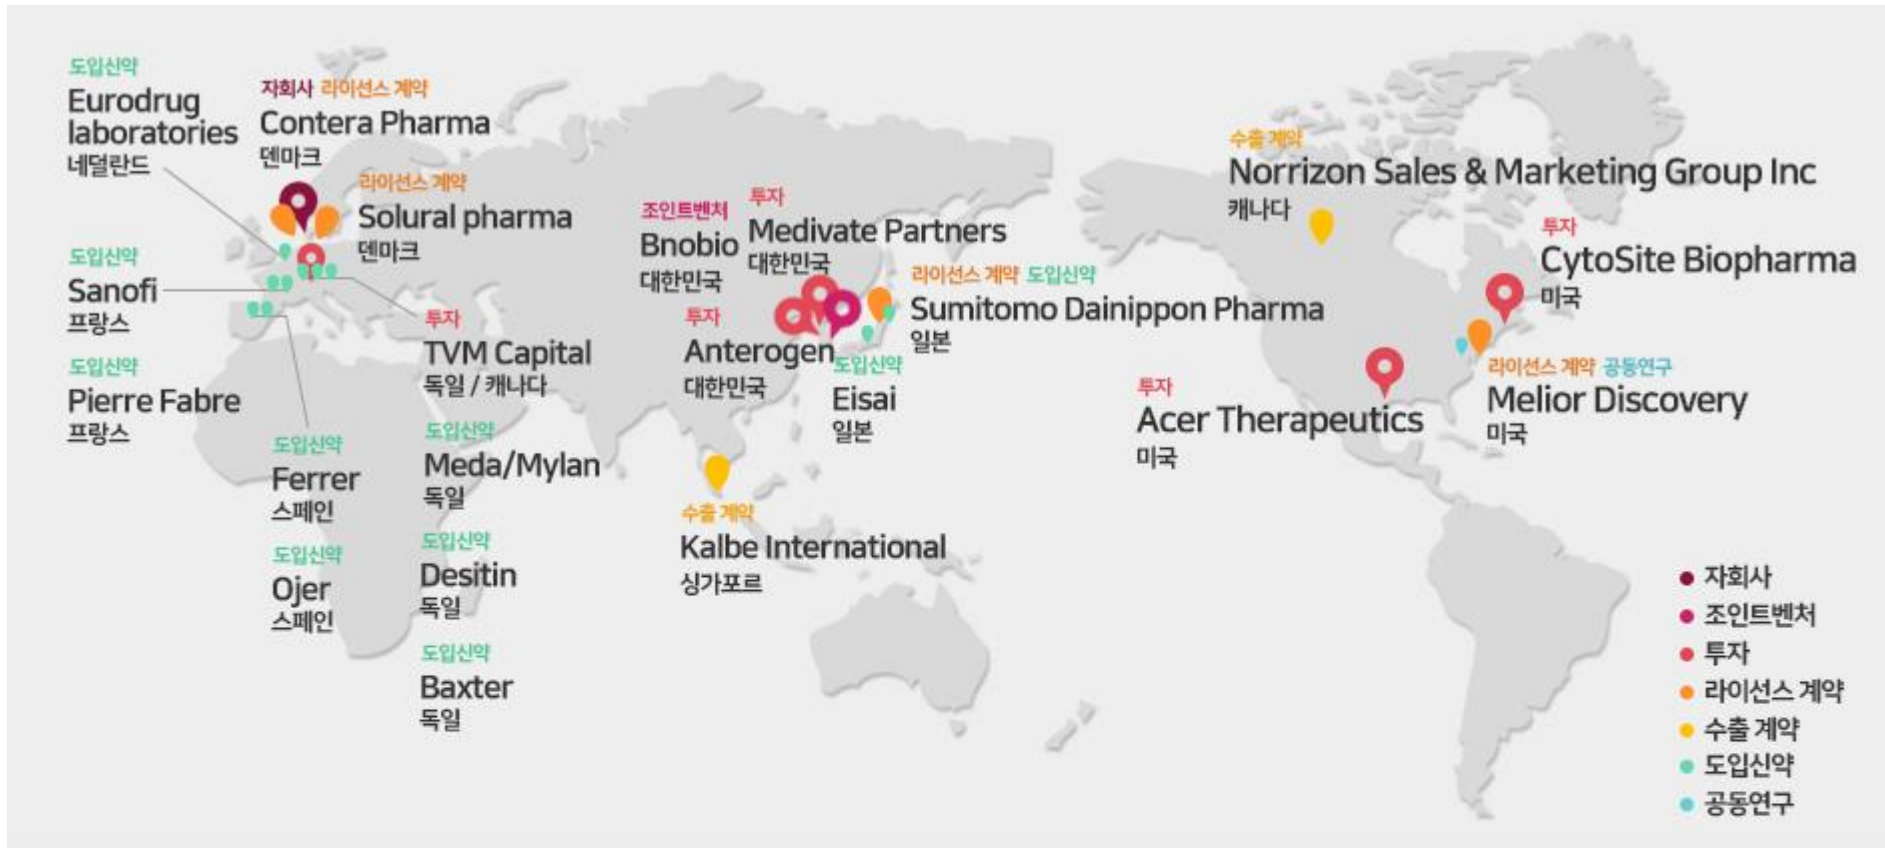 도입신약
Eurodrug
laboratories
네덜란드
자회사 라이선스 계약
Contera Pharma
덴마크
라이선스 계약
Solural pharma
덴마크
도입신약
Sanofi
프랑스
도입신약
Pierre Fabre
프랑스
투자
TVM Capital
독일 / 캐나다
도입신약
Ferrer
스페인
도입신약
Meda/Mylan
독일
도입신약
Ojer
스페인
도입신약
Desitin
독일
도입신약
Baxter
독일
조인트벤처
Bnobio
대한민국
투자
Medivate Partners
대한민국
투자
Anterogen
대한민국
라이선스 계약 도입신약
Sumitomo Dainippon Pharma
일본
도입신약
Eisai
일본
수출 계약
Kalbe International
싱가포르
수출 계약
Norrizon Sales & Marketing Group Inc
캐나다
투자
CytoSite Biopharma
미국
투자
Acer Therapeutics
미국
라이선스 계약 공동연구
Melior Discovery
미국
자회사
조인트벤처
투자
라이선스 계약
수출 계약
도입신약
공동연구